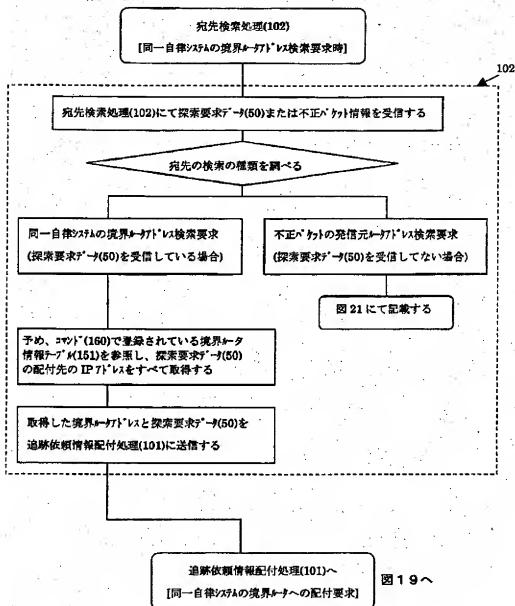 宛先検索処理(102)
[同一自律システムの境界ルータアドレス検索要求時]
102
宛先検索処理(102)にて探索要求データ(50)または不正パケット情報を受信する
宛先の検索の種類を調べる
同一自律システムの境界ルータアドレス検索要求
(探索要求データ(50)を受信している場合)
不正パケットの発信元ルータアドレス検索要求
(探索要求データ(50)を受信してない場合)
図21にて記載する
予め、コマンド(160)で登録されている境界ルータ
情報テーブル(151)を参照し、探索要求データ(50)
の配付先の IP アドレスをすべて取得する
取得した境界ルータアドレスと探索要求データ(50)を
追跡依頼情報配付処理(101)に送信する
追跡依頼情報配付処理(101)へ
[同一自律システムの境界ルータへの配付要求]
図19へ